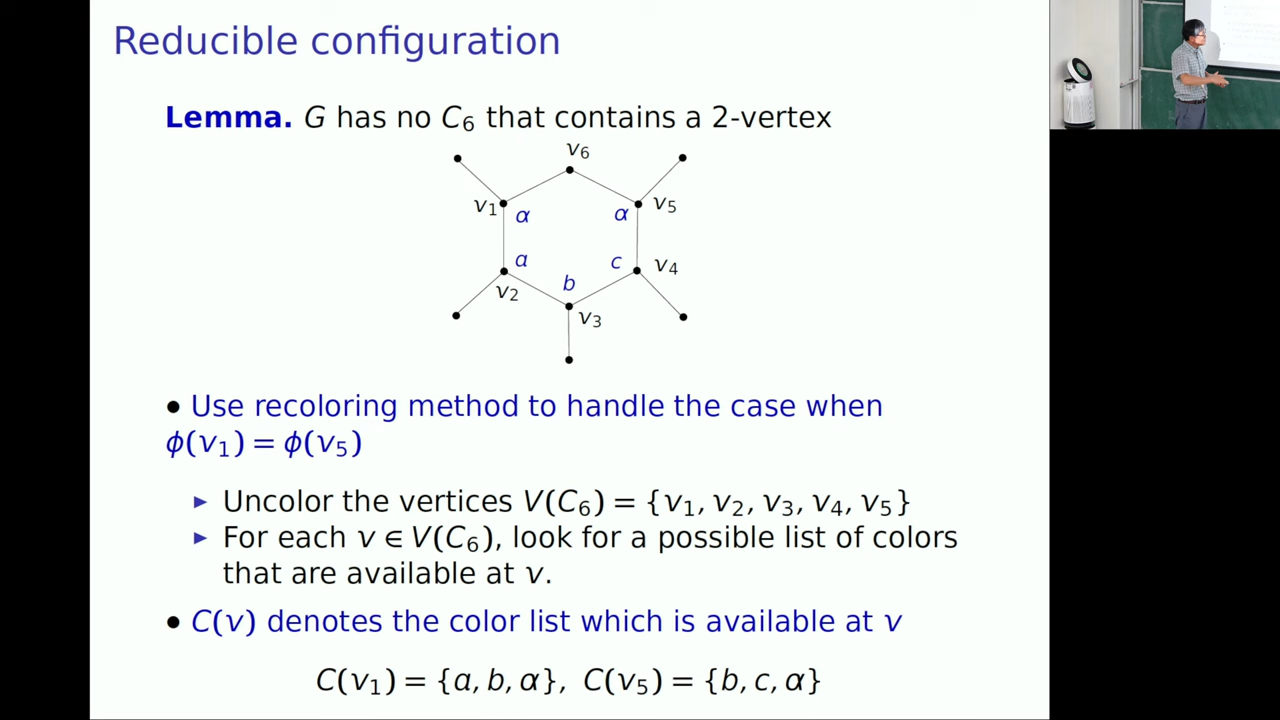 Reducible configuration
Lemma. G has no C₆ that contains a 2-vertex
v₆
v₁
α
α
v₅
a
c
v₄
v₂
b
v₃
● Use recoloring method to handle the case when
ϕ(v₁) = ϕ(v₅)
▶ Uncolor the vertices V(C₆) = {v₁, v₂, v₃, v₄, v₅}
▶ For each v ∈ V(C₆), look for a possible list of colors
that are available at v.
● C(v) denotes the color list which is available at v
C(v₁) = {a, b, α}, C(v₅) = {b, c, α}